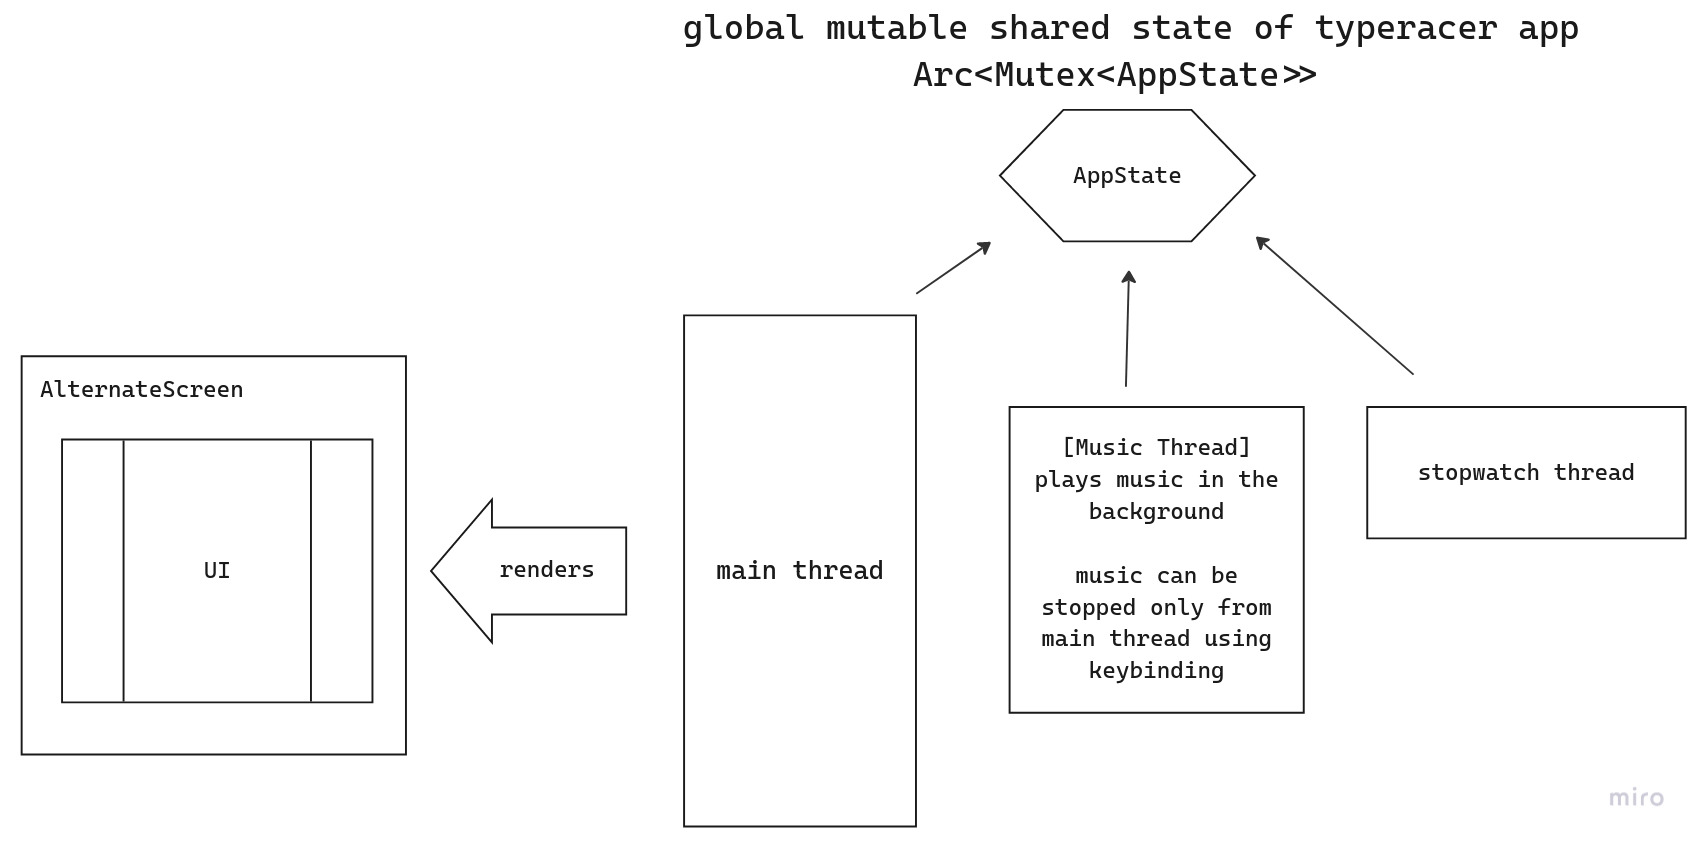 global mutable shared state of typeracer app
Arc<Mutex<AppState>>
AppState
AlternateScreen
UI
renders
main thread
[Music Thread]
plays music in the
background
music can be
stopped only from
main thread using
keybinding
stopwatch thread
miro